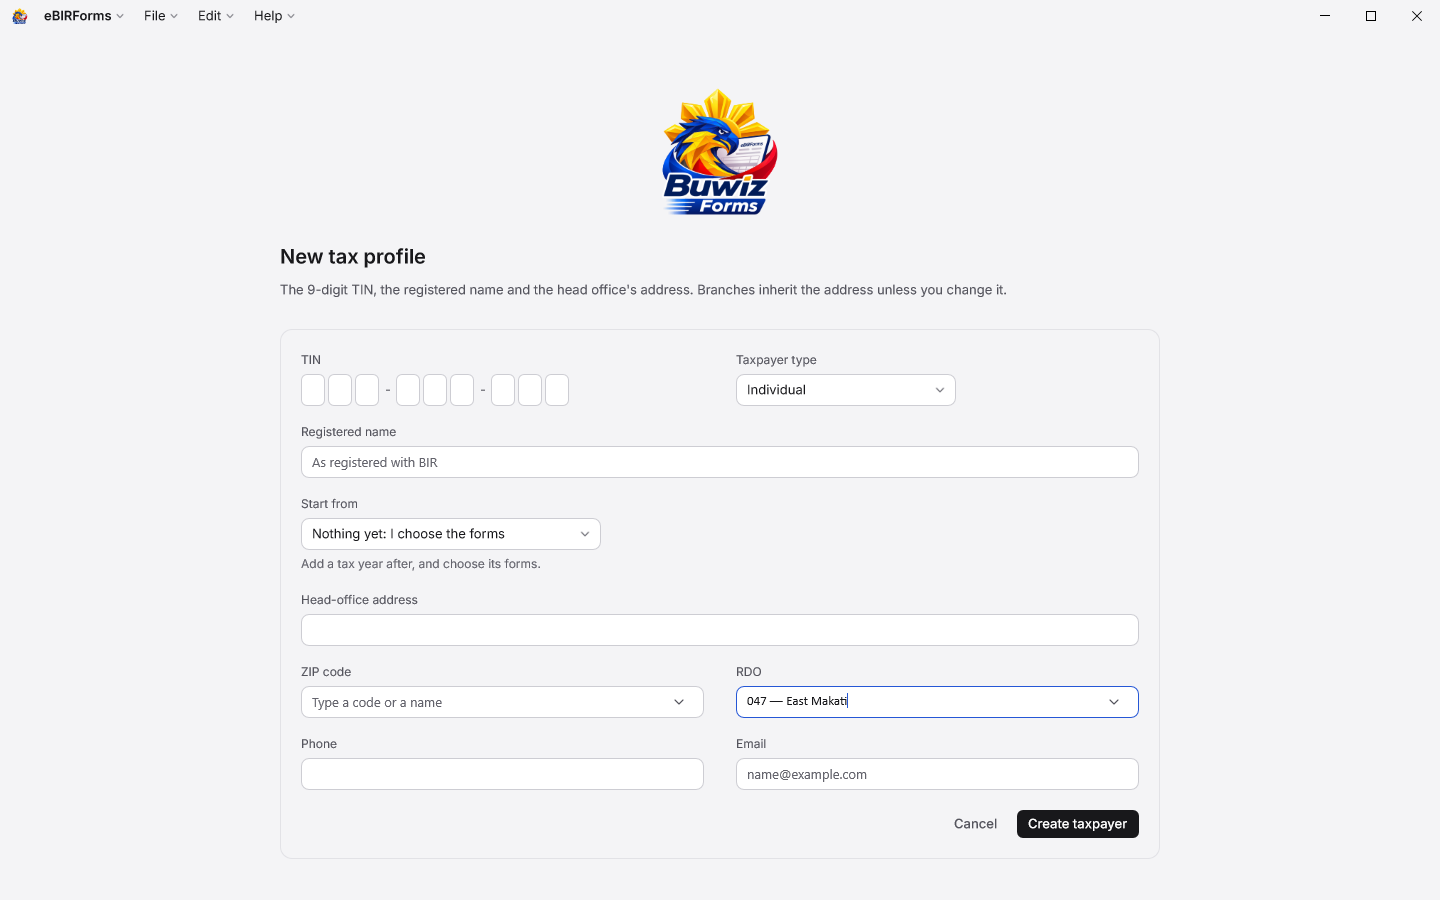 eBIRForms File Edit Help
eBIRForms
Buwiz
Forms
New tax profile
The 9-digit TIN, the registered name and the head office's address. Branches inherit the address unless you change it.
TIN
- -
Taxpayer type
Individual
Registered name
As registered with BIR
Start from
Nothing yet: I choose the forms
Add a tax year after, and choose its forms.
Head-office address
ZIP code
Type a code or a name
RDO
047 — East Makati
Phone
Email
name@example.com
Cancel
Create taxpayer